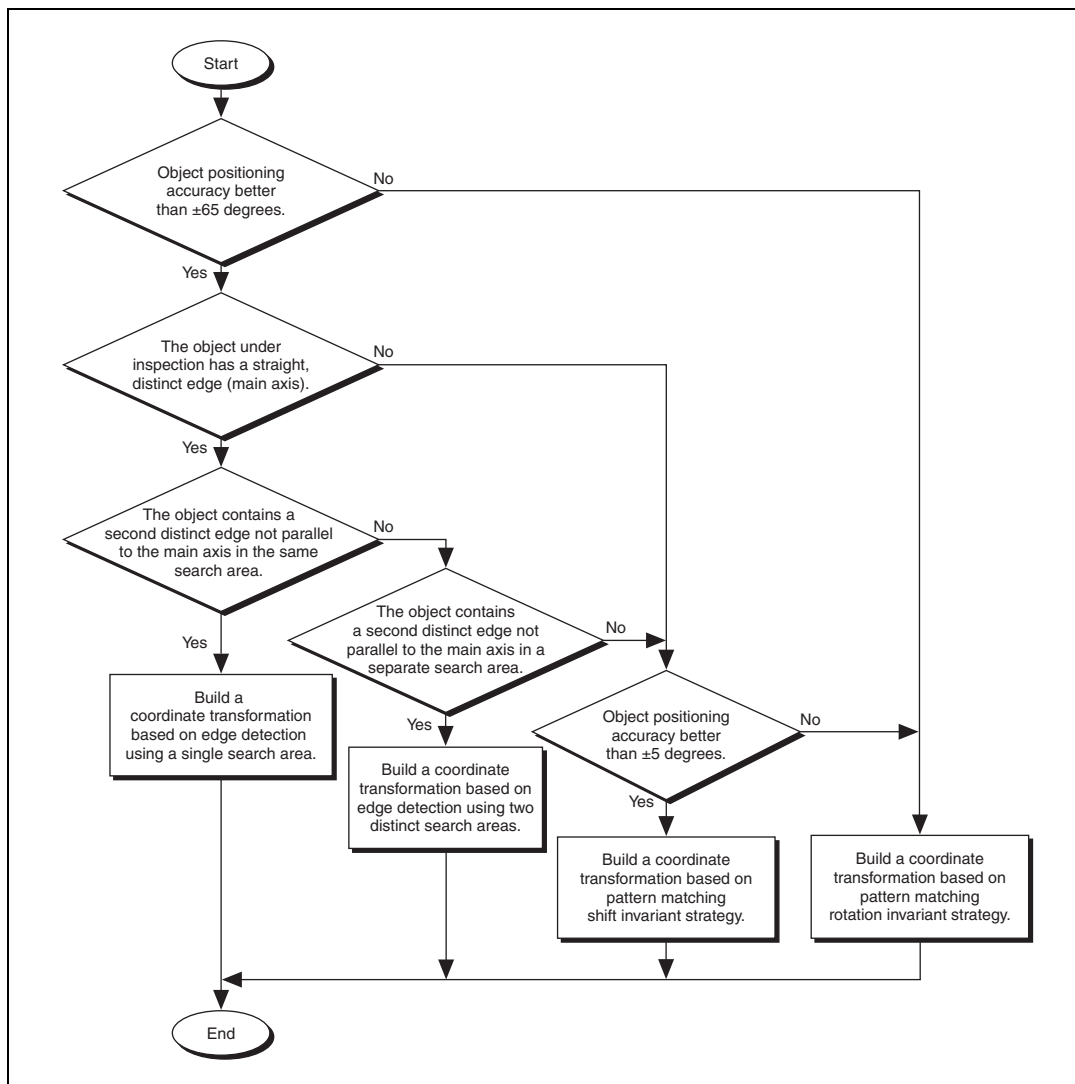 Start
Object positioning
accuracy better
than ±65 degrees.
No
Yes
The object under
inspection has a straight,
distinct edge (main axis).
No
Yes
The object contains a
second distinct edge not parallel
to the main axis in the same
search area.
No
Yes
The object contains
a second distinct edge not
parallel to the main axis in a
separate search area.
No
Yes
Build a
coordinate transformation
based on edge detection
using a single search area.
Object positioning
accuracy better
than ±5 degrees.
No
Yes
Build a coordinate
transformation based on
edge detection using two
distinct search areas.
Build a coordinate
transformation based on
pattern matching
shift invariant strategy.
Build a coordinate
transformation based on
pattern matching
rotation invariant strategy.
End